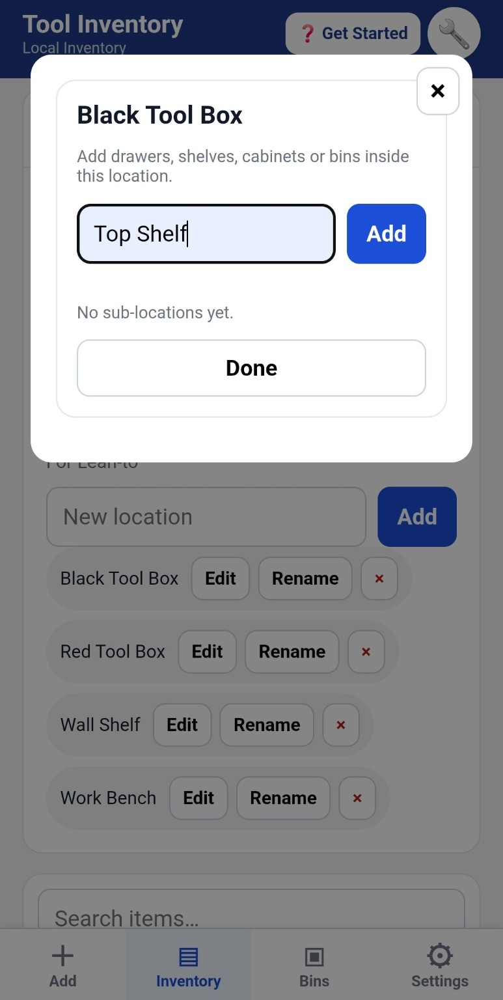 Tool Inventory
Local Inventory
❓ Get Started
×
Black Tool Box
Add drawers, shelves, cabinets or bins inside
this location.
Top Shelf
Add
No sub-locations yet.
Done
For Lean-to
New location
Add
Black Tool Box Edit Rename ×
Red Tool Box Edit Rename ×
Wall Shelf Edit Rename ×
Work Bench Edit Rename ×
Search items…
Add
Inventory
Bins
Settings